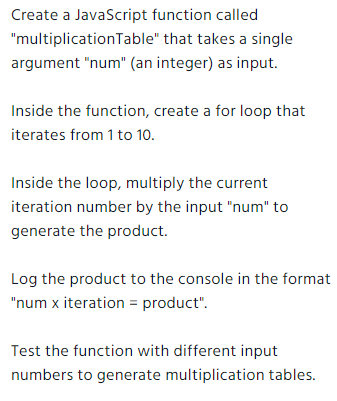 Create a JavaScript function called
"multiplicationTable" that takes a single
argument "num" (an integer) as input.
Inside the function, create a for loop that
iterates from 1 to 10.
Inside the loop, multiply the current
iteration number by the input "num" to
generate the product.
Log the product to the console in the format
"num x iteration = product".
Test the function with different input
numbers to generate multiplication tables.